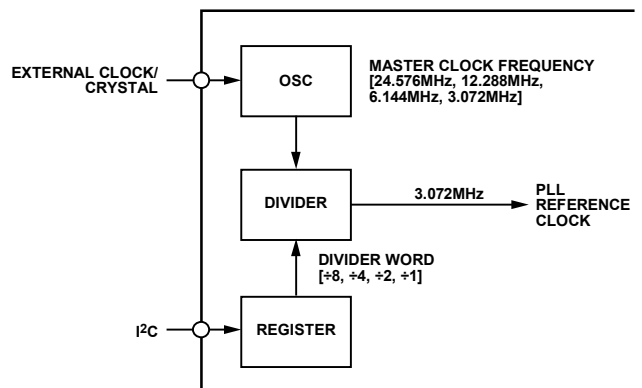 EXTERNAL CLOCK/
CRYSTAL
OSC
MASTER CLOCK FREQUENCY
[24.576MHz, 12.288MHz,
6.144MHz, 3.072MHz]
DIVIDER
3.072MHz
PLL
REFERENCE
CLOCK
DIVIDER WORD
[÷8, ÷4, ÷2, ÷1]
I²C
REGISTER